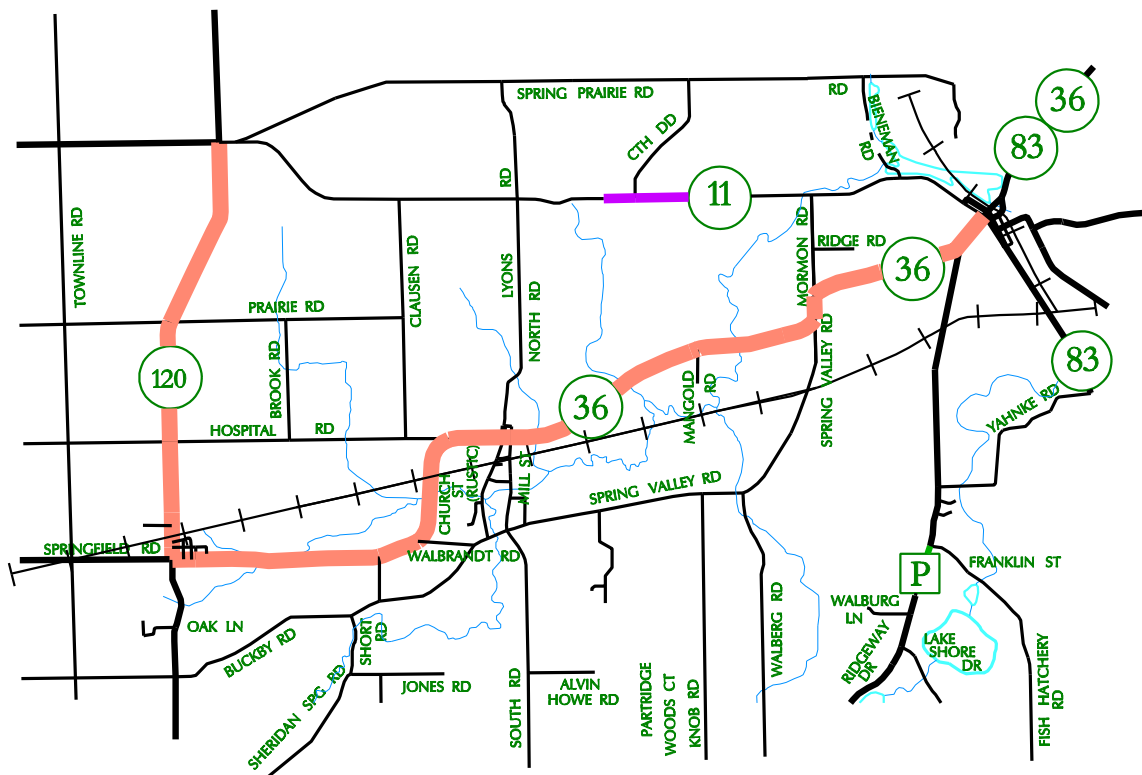 SPRING PRAIRIE RD
RD
36
BIENEMAN
RD
CTH DD
83
RD
11
TOWNLINE RD
CLAUSEN RD
LYONS
NORTH RD
MORMON RD
RIDGE RD
36
PRAIRIE RD
BROOK RD
120
HOSPITAL RD
36
MANGOLD
RD
SPRING VALLEY RD
83
YAHNKE RD
CHURCH
ST
(RUSTIC)
MILL ST
SPRING VALLEY RD
SPRINGFIELD RD
WALBRANDT RD
P
FRANKLIN ST
WALBURG
LN
OAK LN
BUCKBY RD
SHORT
RD
SHERIDAN SPG RD
JONES RD
SOUTH RD
ALVIN
HOWE RD
PARTRIDGE
WOODS CT
KNOB RD
WALBERG RD
RIDGEWAY
DR
LAKE
SHORE
DR
FISH HATCHERY
RD